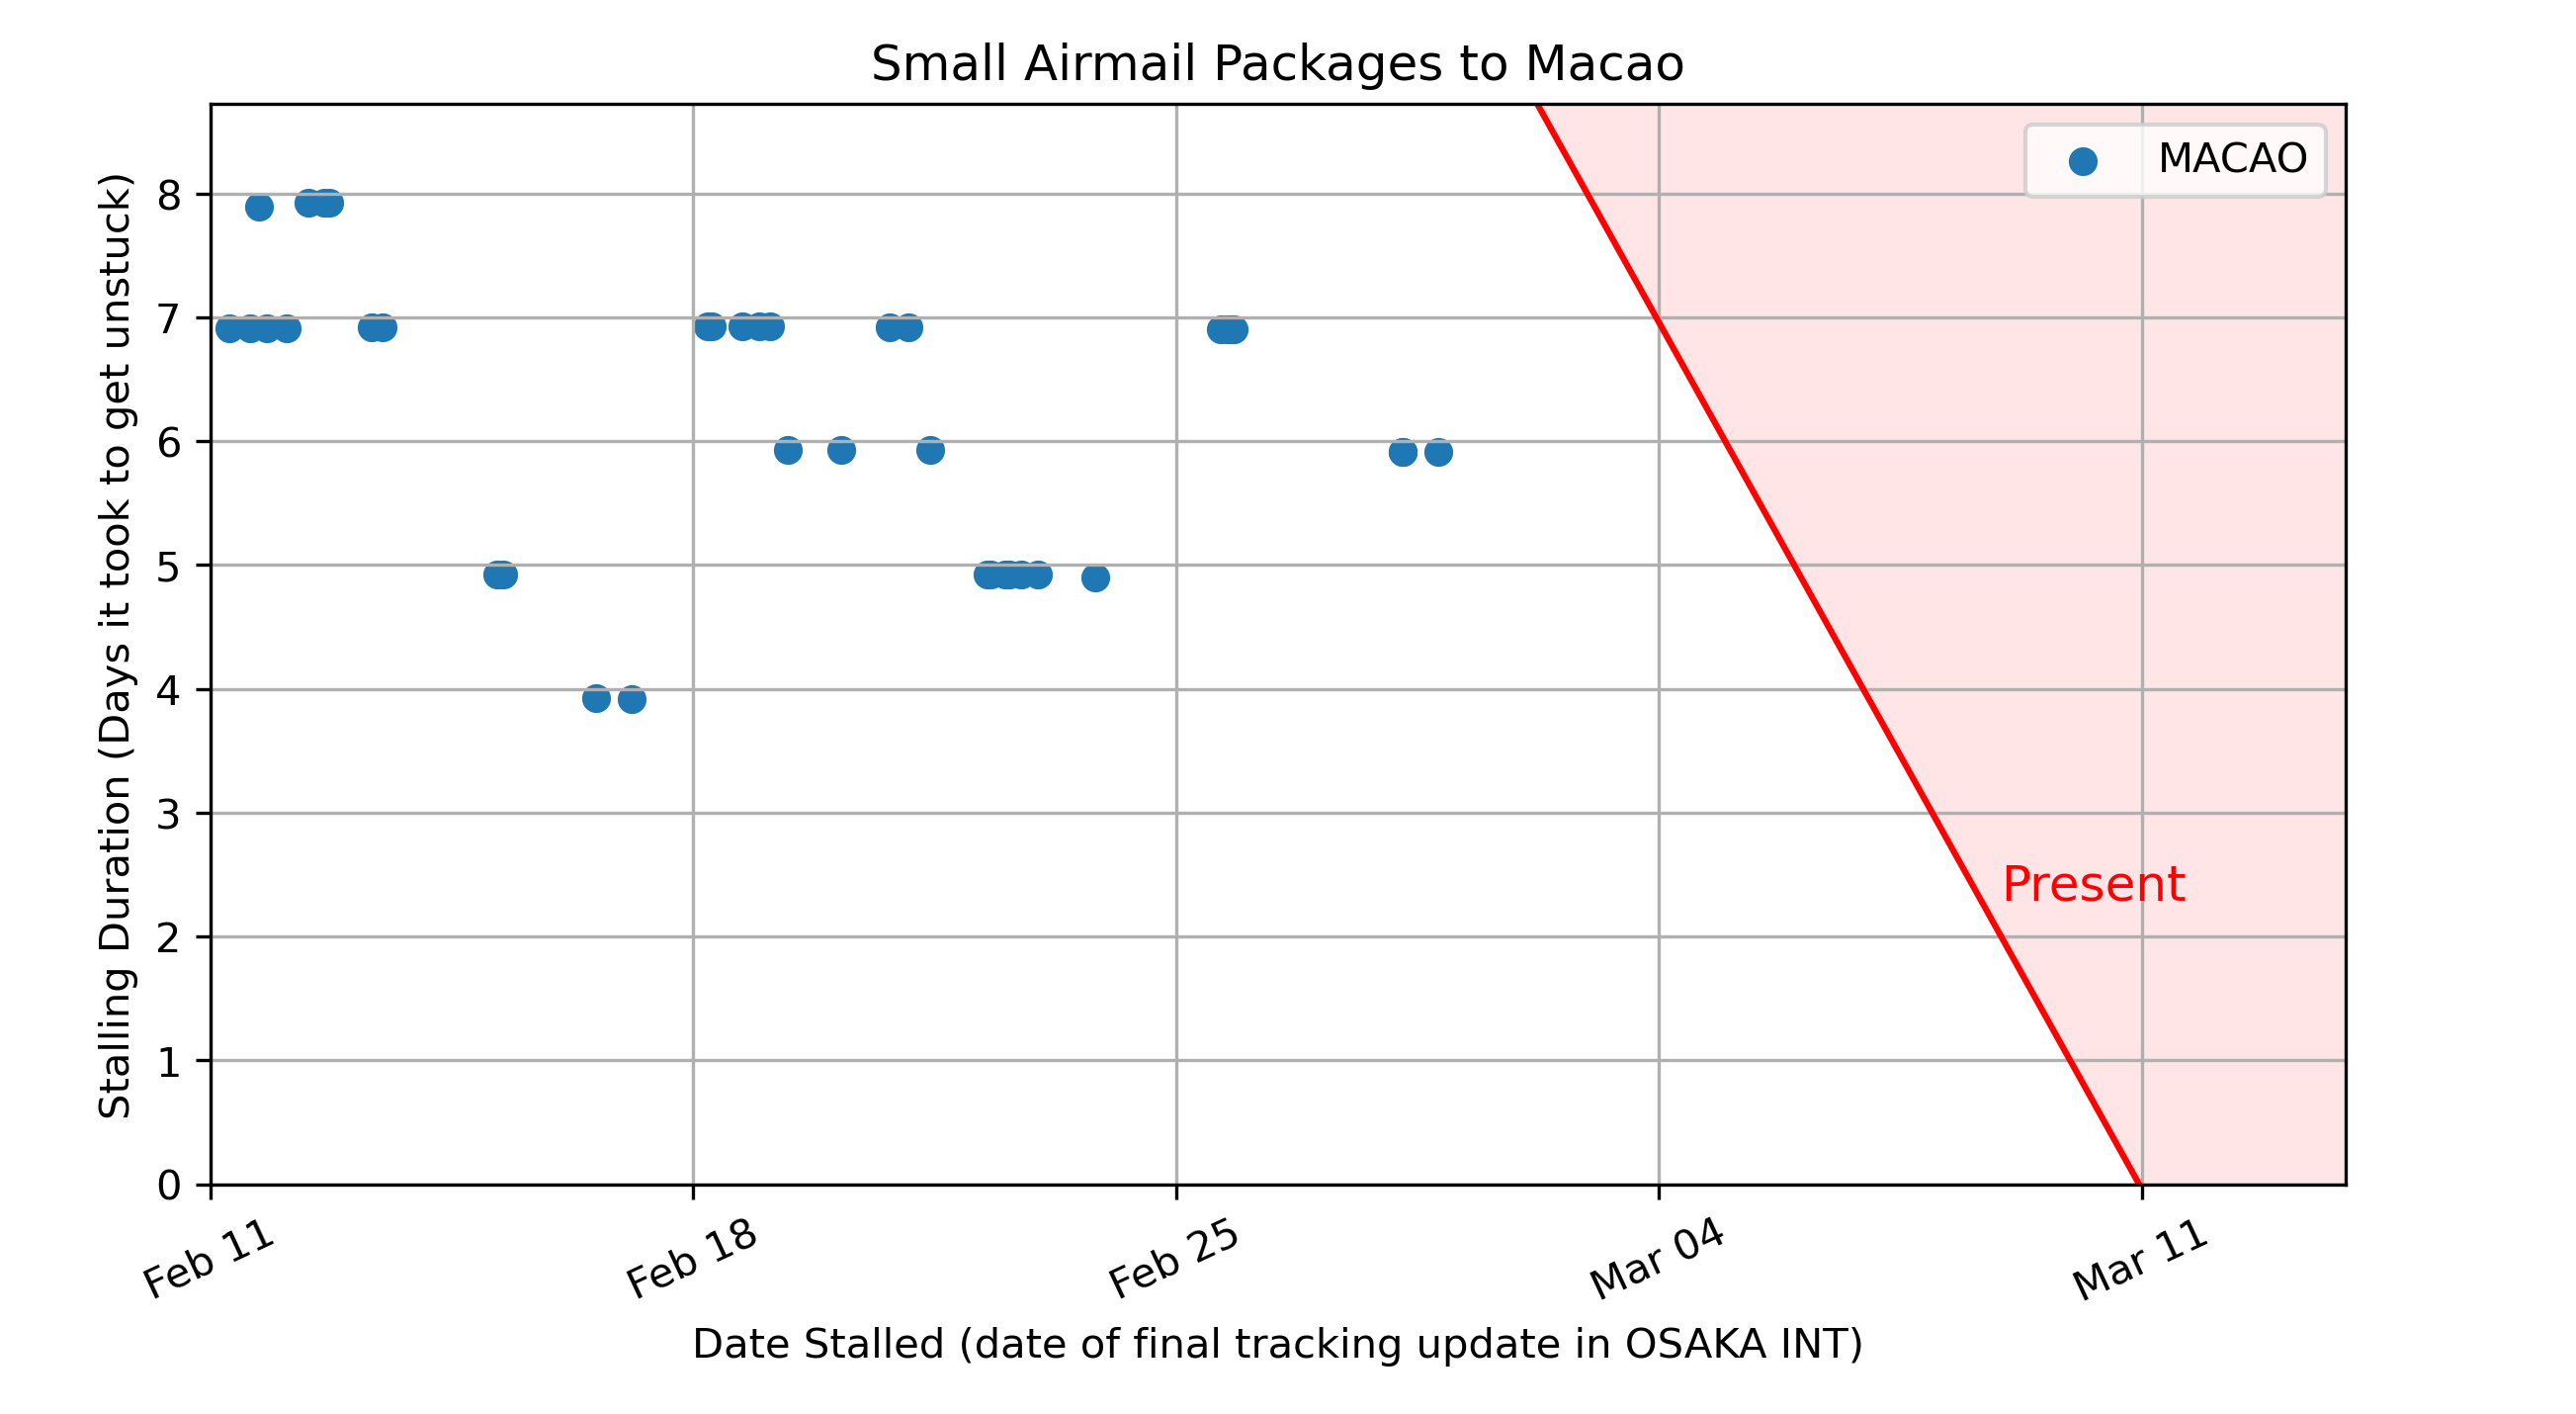 Small Airmail Packages to Macao
MACAO
Stalling Duration (Days it took to get unstuck)
8
7
6
5
4
3
2
1
0
Present
Feb 11
Feb 18
Feb 25
Mar 04
Mar 11
Date Stalled (date of final tracking update in OSAKA INT)